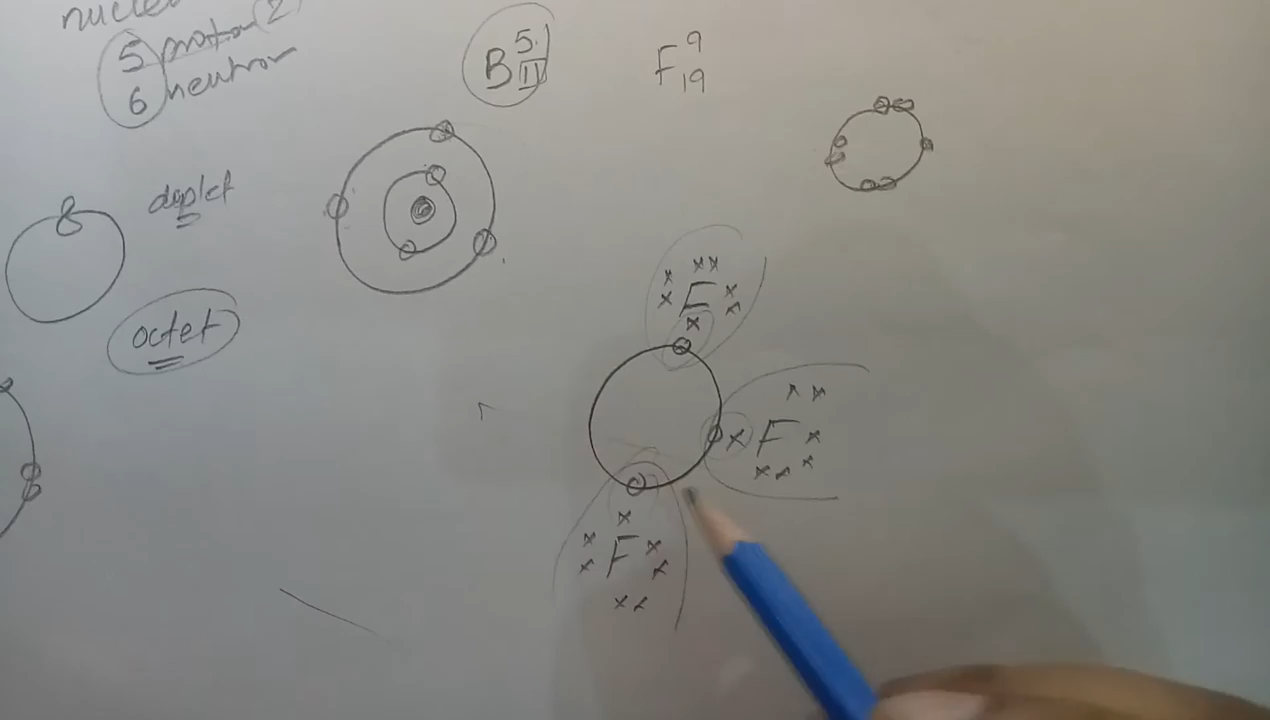 5 proton 2
6 neutron
B 5 11
F 9 19
duplet
octet
F
F
F